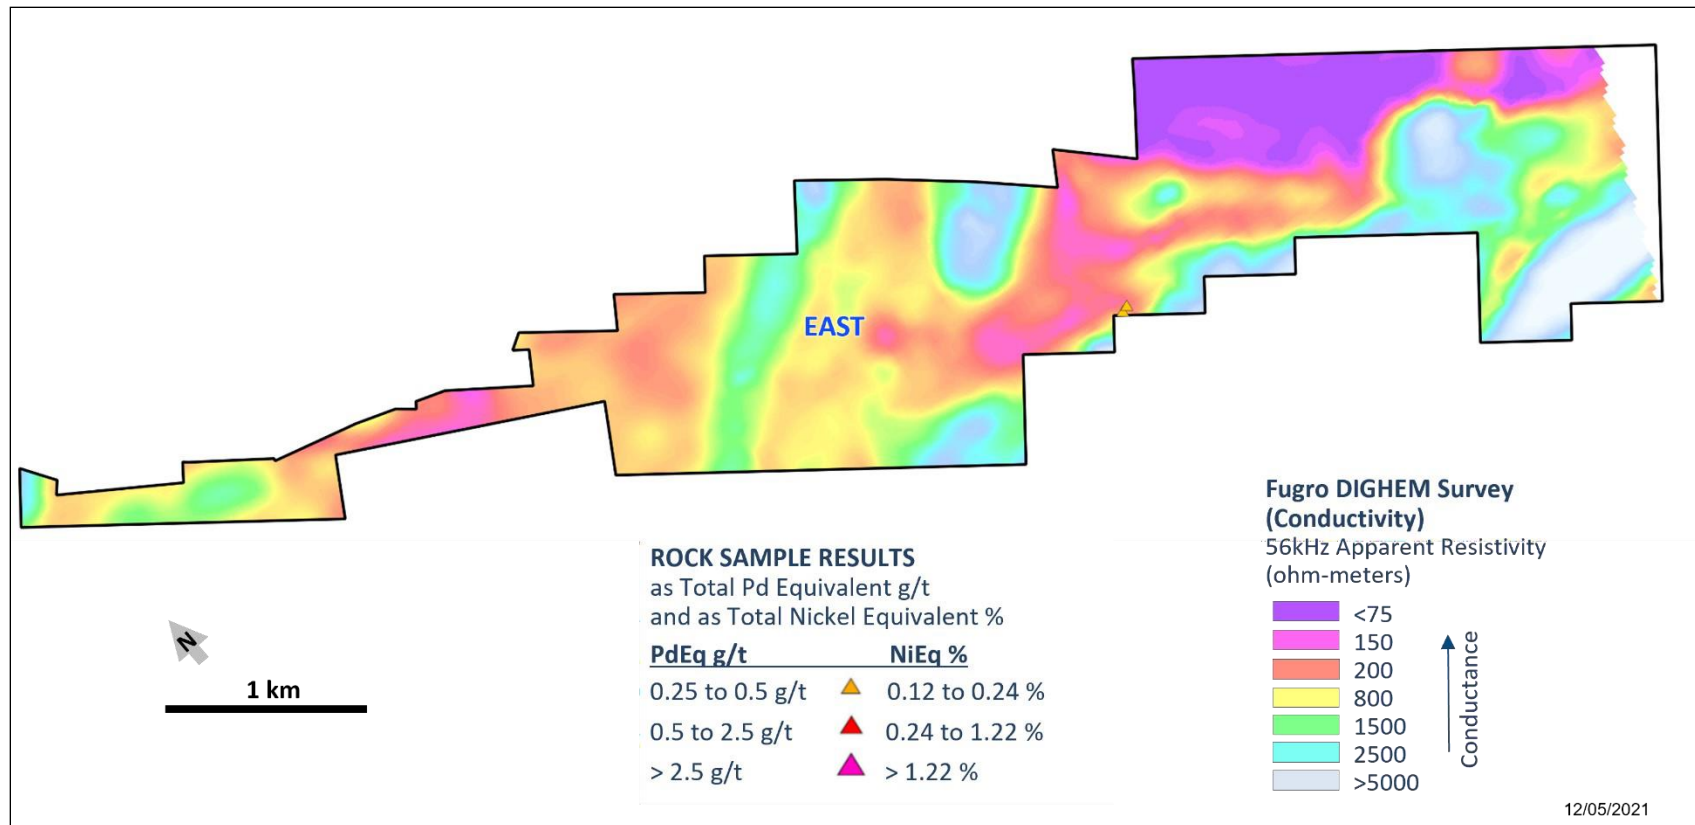 EAST
N
1 km
ROCK SAMPLE RESULTS
as Total Pd Equivalent g/t
and as Total Nickel Equivalent %
PdEq g/t NiEq %
0.25 to 0.5 g/t 0.12 to 0.24 %
0.5 to 2.5 g/t 0.24 to 1.22 %
> 2.5 g/t > 1.22 %
Fugro DIGHEM Survey
(Conductivity)
56kHz Apparent Resistivity
(ohm-meters)
<75
150
200
800
1500
2500
>5000
Conductance
12/05/2021